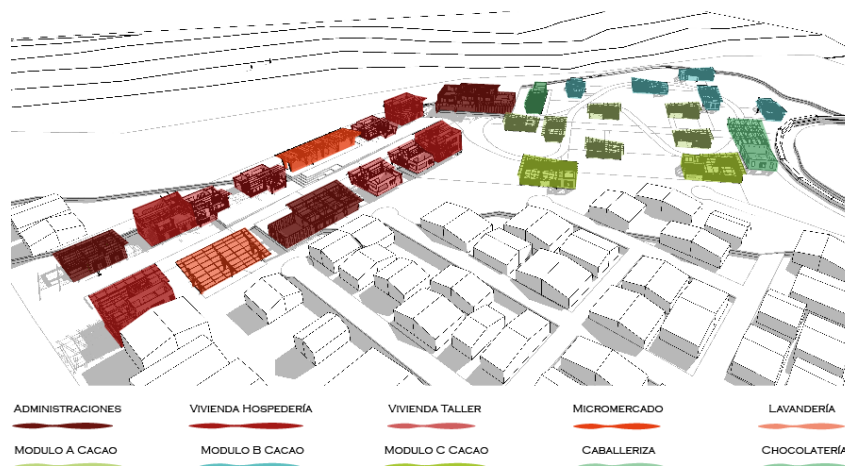 ADMINISTRACIONES VIVIENDA HOSPEDERÍA VIVIENDA TALLER MICROMERCADO LAVANDERÍA
MODULO A CACAO MODULO B CACAO MODULO C CACAO CABALLERIZA CHOCOLATERÍA